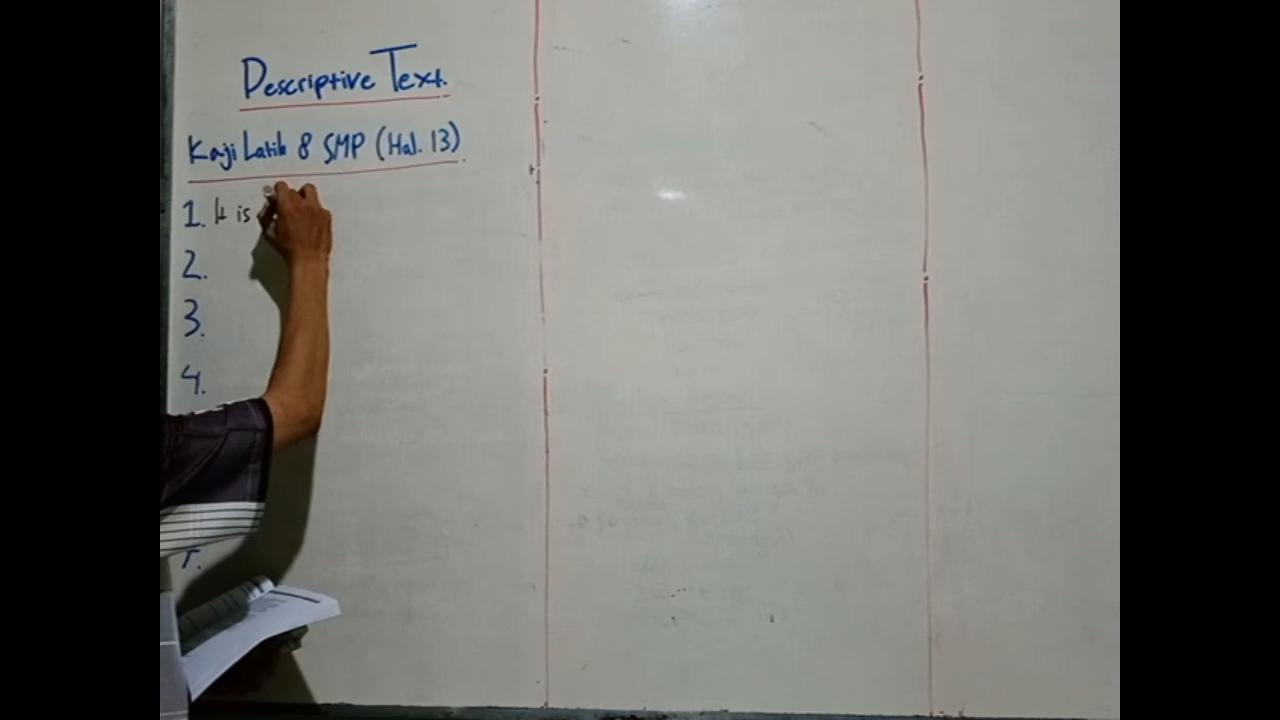 Descriptive Text.
Kaji Latih 8 SMP (Hal. 13)
1. It is
2.
3.
4.